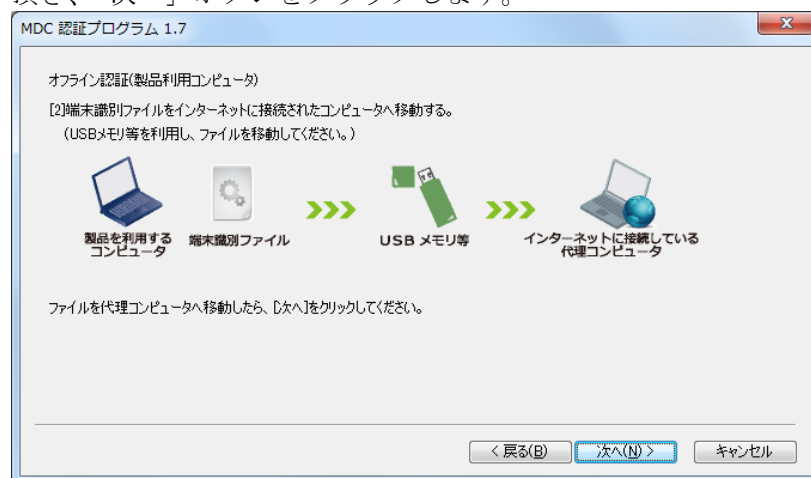 MDC 認証プログラム 1.7
オフライン認証(製品利用コンピュータ)
[2]端末識別ファイルをインターネットに接続されたコンピュータへ移動する。
(USBメモリ等を利用し、ファイルを移動してください。)
製品を利用する
コンピュータ
端末識別ファイル
USB メモリ等
インターネットに接続している
代理コンピュータ
ファイルを代理コンピュータへ移動したら、[次へ]をクリックしてください。
< 戻る(B)
次へ(N) >
キャンセル